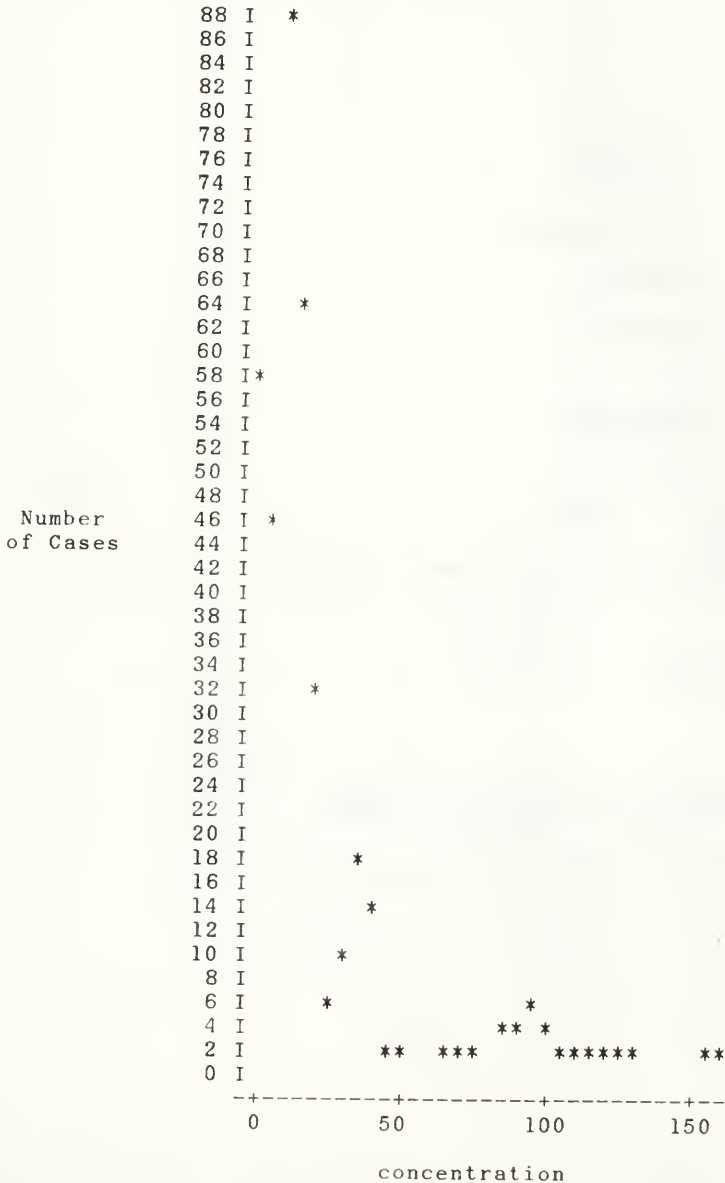 88 I   *
86 I
84 I
82 I
80 I
78 I
76 I
74 I
72 I
70 I
68 I
66 I
64 I    *
62 I
60 I
58 I*
56 I
54 I
52 I
50 I
48 I
Number 46 I *
of Cases 44 I
42 I
40 I
38 I
36 I
34 I
32 I     *
30 I
28 I
26 I
24 I
22 I
20 I
18 I        *
16 I
14 I         *
12 I
10 I       *
8 I
6 I      *              *
4 I                   ** *
2 I          **   ***      ******     **
0 I
-+---------+---------+---------+--
0 50 100 150
concentration